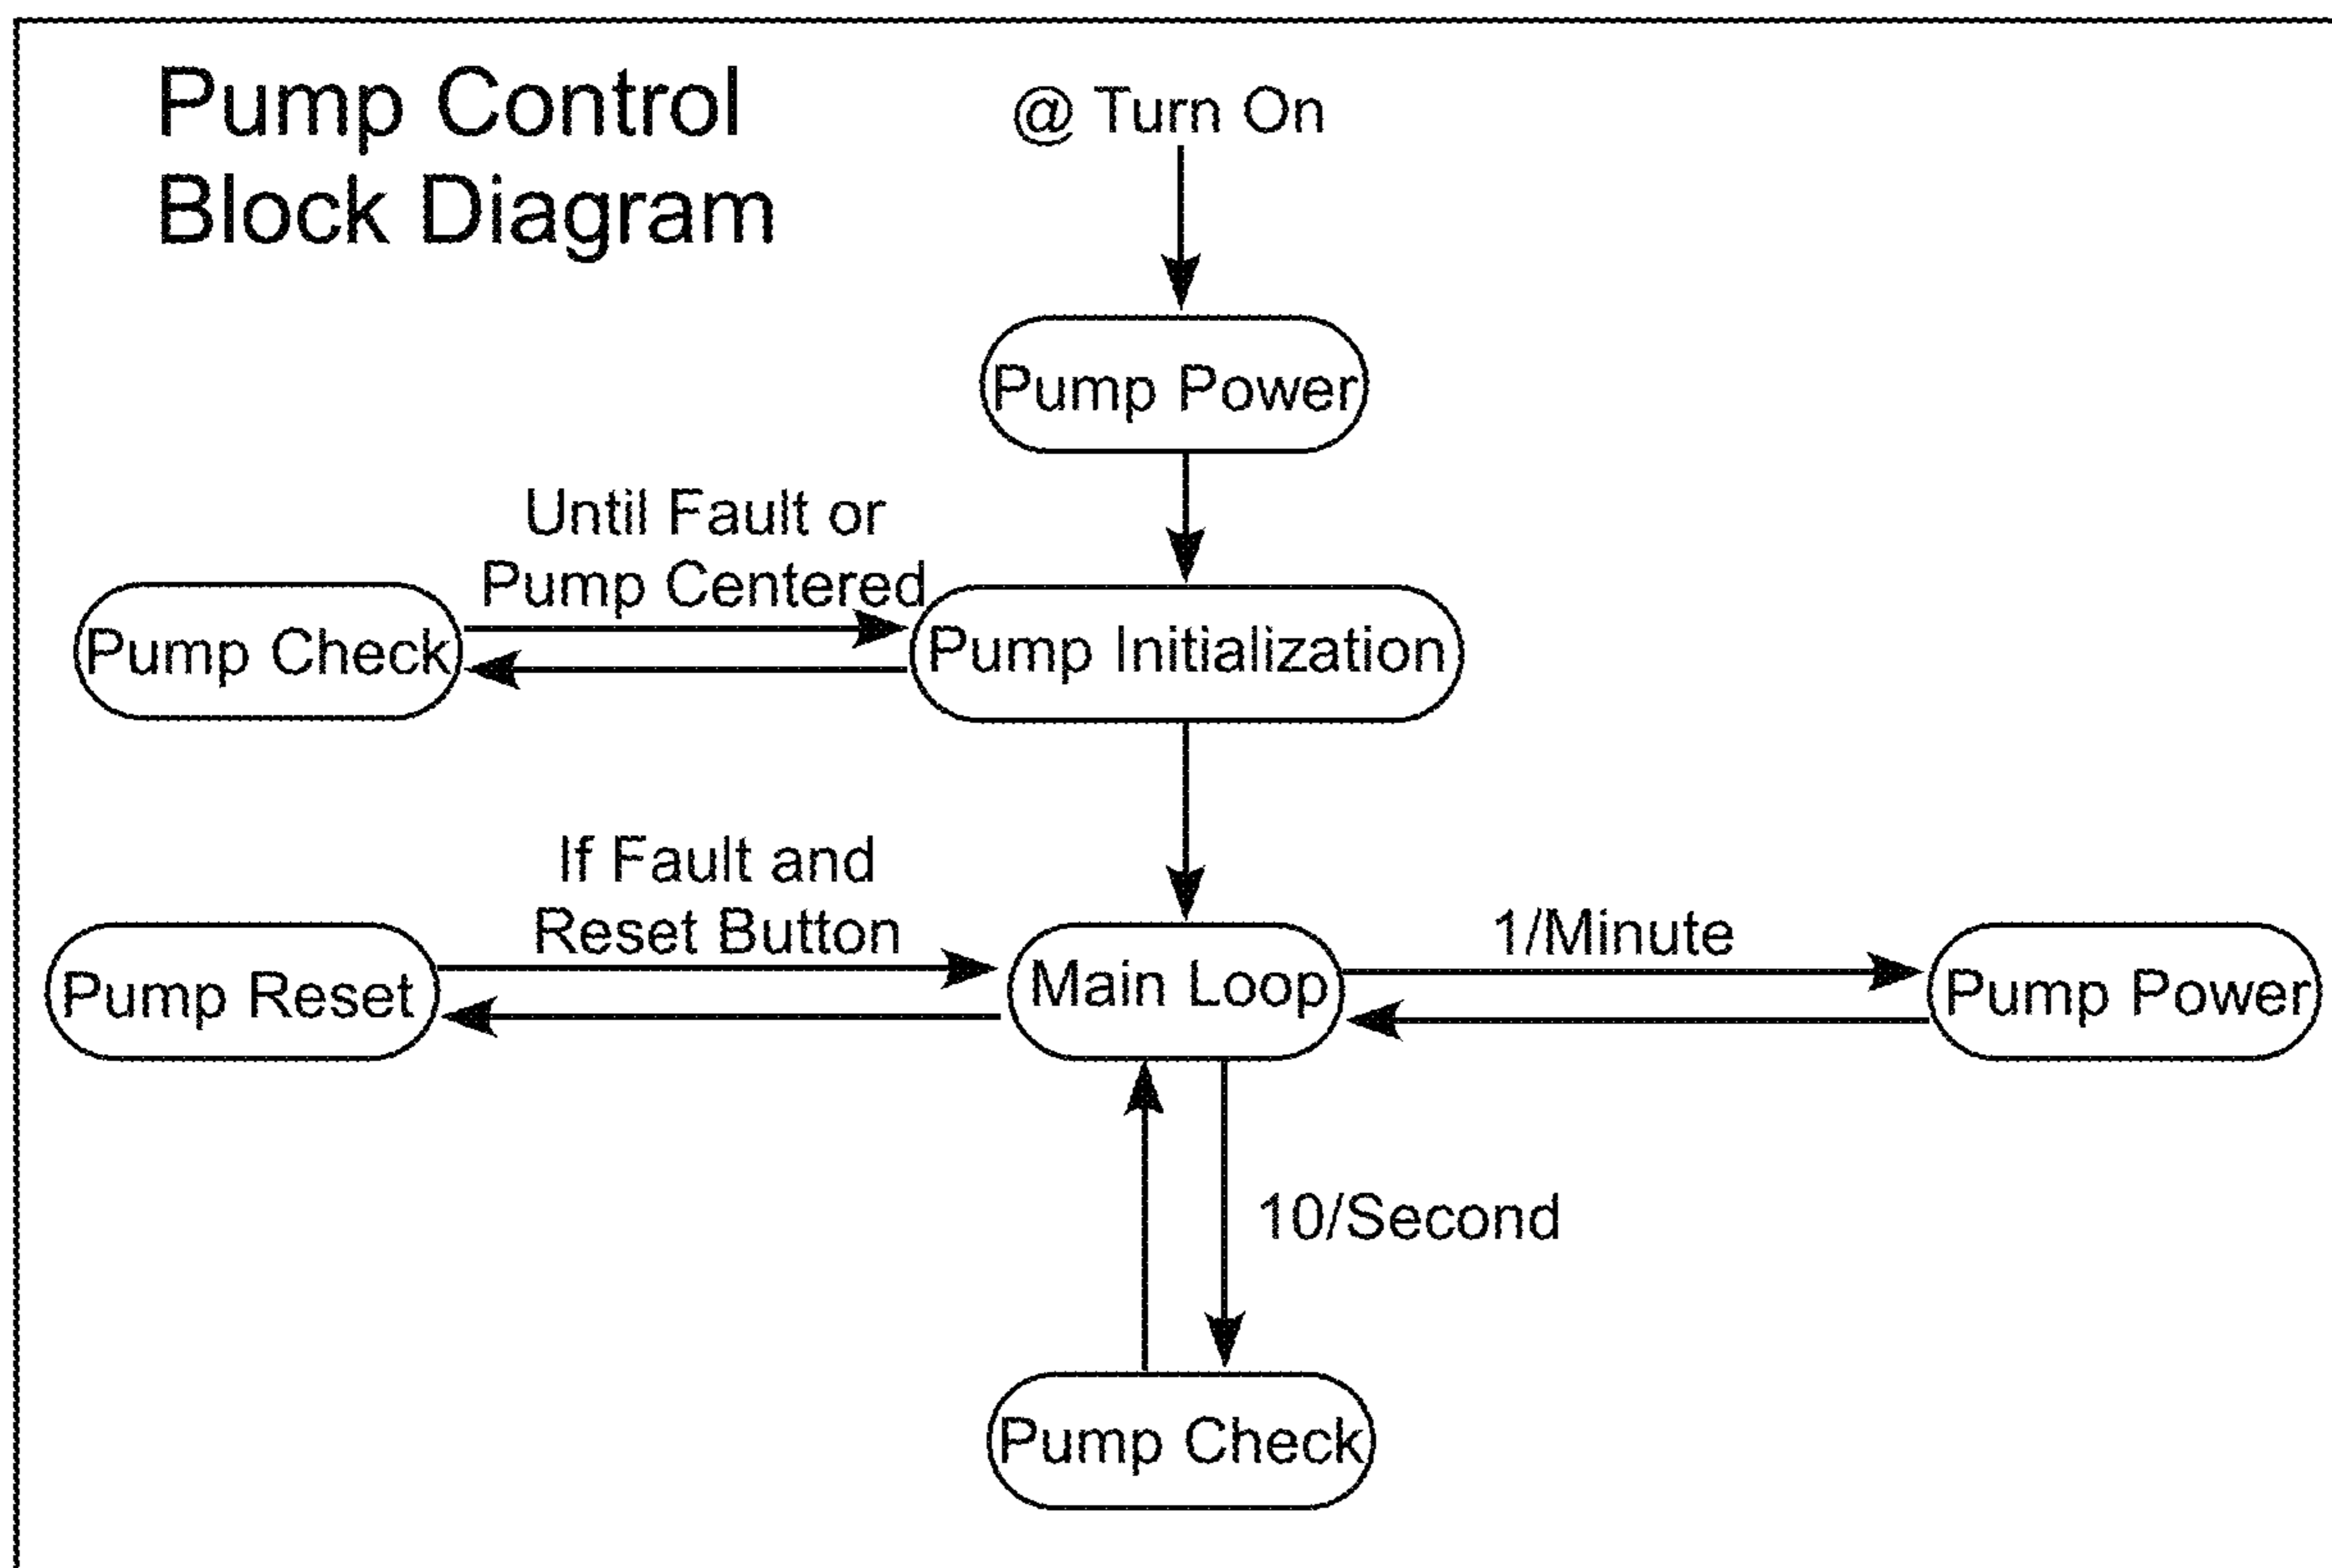 Pump Control
Block Diagram
@ Turn On
Pump Power
Until Fault or
Pump Centered
Pump Check
Pump Initialization
If Fault and
Reset Button
1/Minute
Pump Reset
Main Loop
Pump Power
10/Second
Pump Check